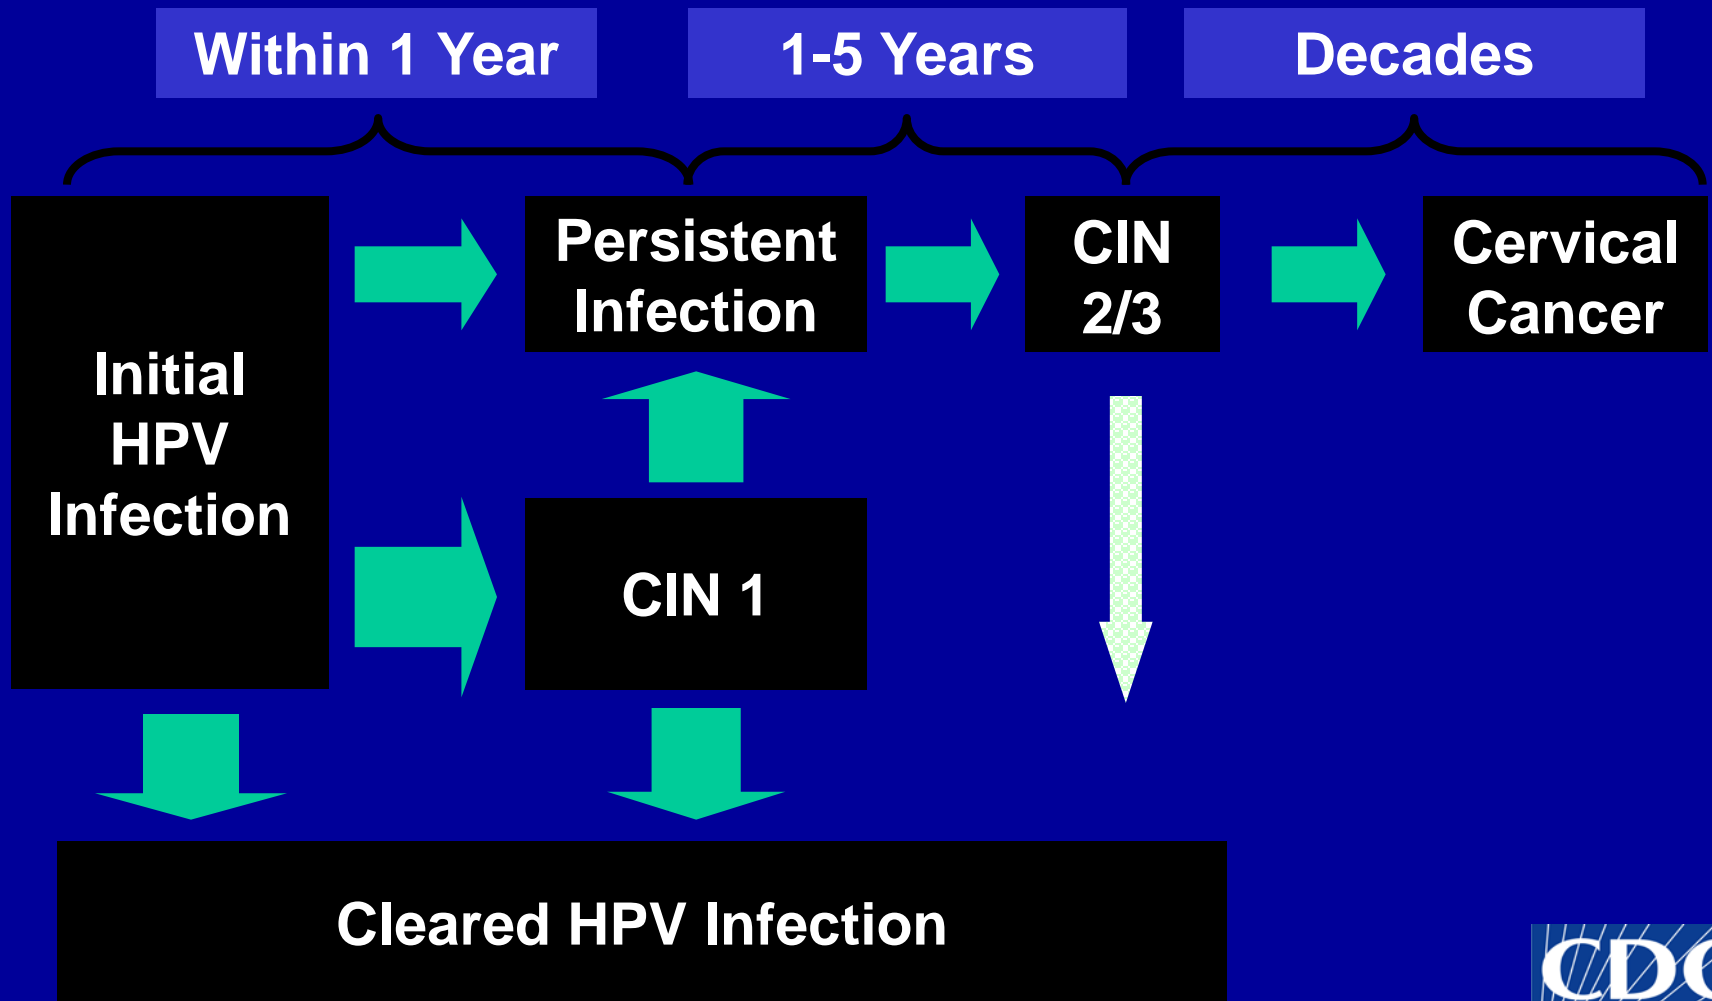 Within 1 Year
1-5 Years
Decades
Initial
HPV
Infection
Persistent
Infection
CIN
2/3
Cervical
Cancer
CIN 1
Cleared HPV Infection
CDC